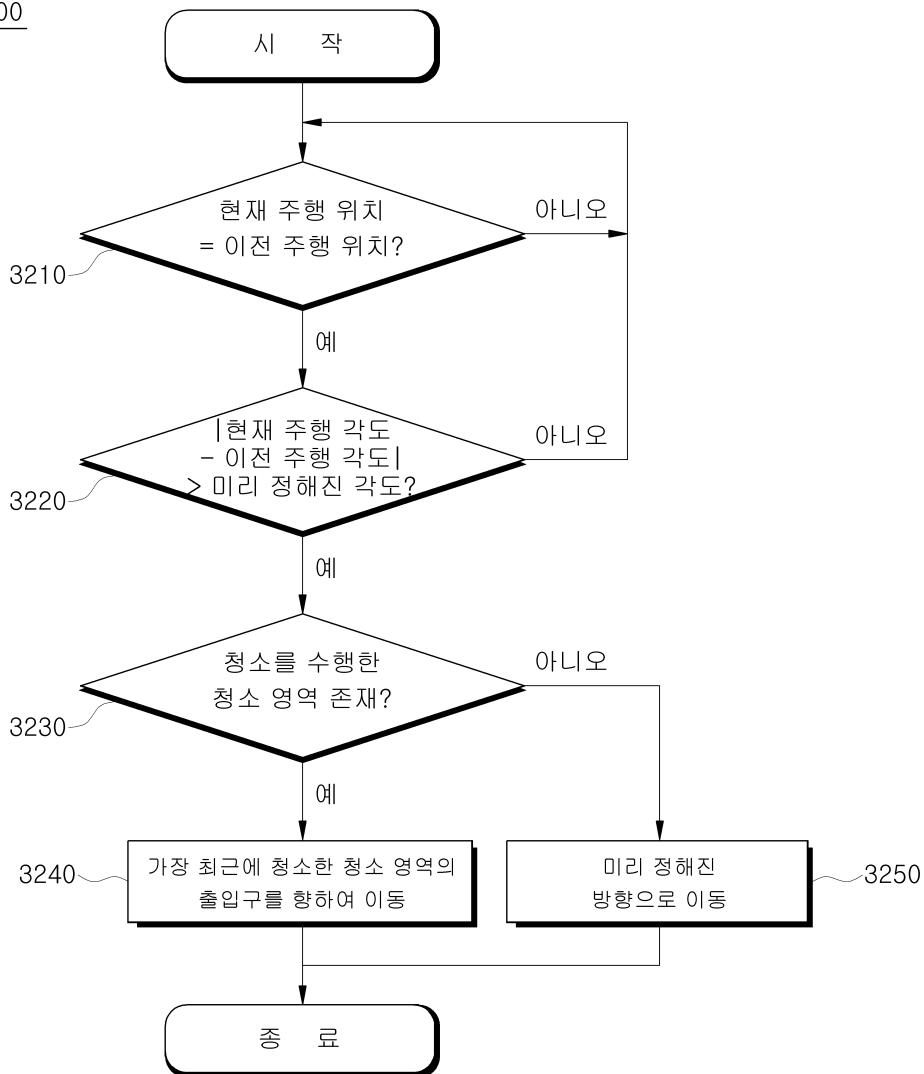 00
시 작
현재 주행 위치
= 이전 주행 위치?
아니오
3210
예
|현재 주행 각도
- 이전 주행 각도|
> 미리 정해진 각도?
아니오
3220
예
청소를 수행한
청소 영역 존재?
아니오
3230
예
3240
가장 최근에 청소한 청소 영역의
출입구를 향하여 이동
미리 정해진
방향으로 이동
3250
종 료